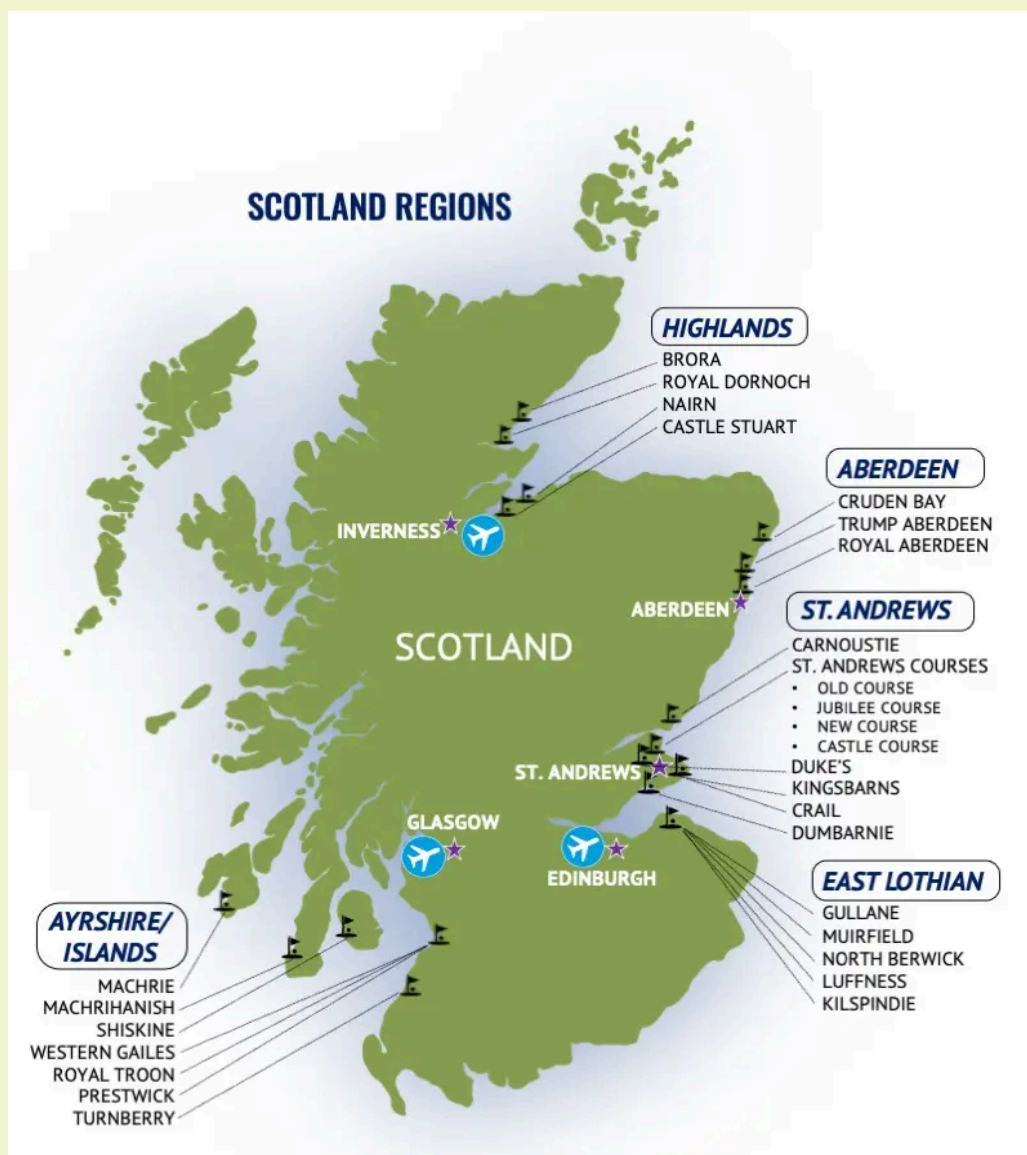 SCOTLAND REGIONS
HIGHLANDS
BRORA
ROYAL DORNOCH
NAIRN
CASTLE STUART
ABERDEEN
CRUDEN BAY
TRUMP ABERDEEN
ROYAL ABERDEEN
INVERNESS
ABERDEEN
SCOTLAND
ST. ANDREWS
CARNOUSTIE
ST. ANDREWS COURSES
• OLD COURSE
• JUBILEE COURSE
• NEW COURSE
• CASTLE COURSE
DUKE'S
KINGSBARNS
CRAIL
DUMBARNIE
ST. ANDREWS
GLASGOW
EDINBURGH
EAST LOTHIAN
GULLANE
MUIRFIELD
NORTH BERWICK
LUFFNESS
KILSPINDIE
AYRSHIRE/
ISLANDS
MACHRIE
MACHRIHANISH
SHISKINE
WESTERN GAILES
ROYAL TROON
PRESTWICK
TURNBERRY